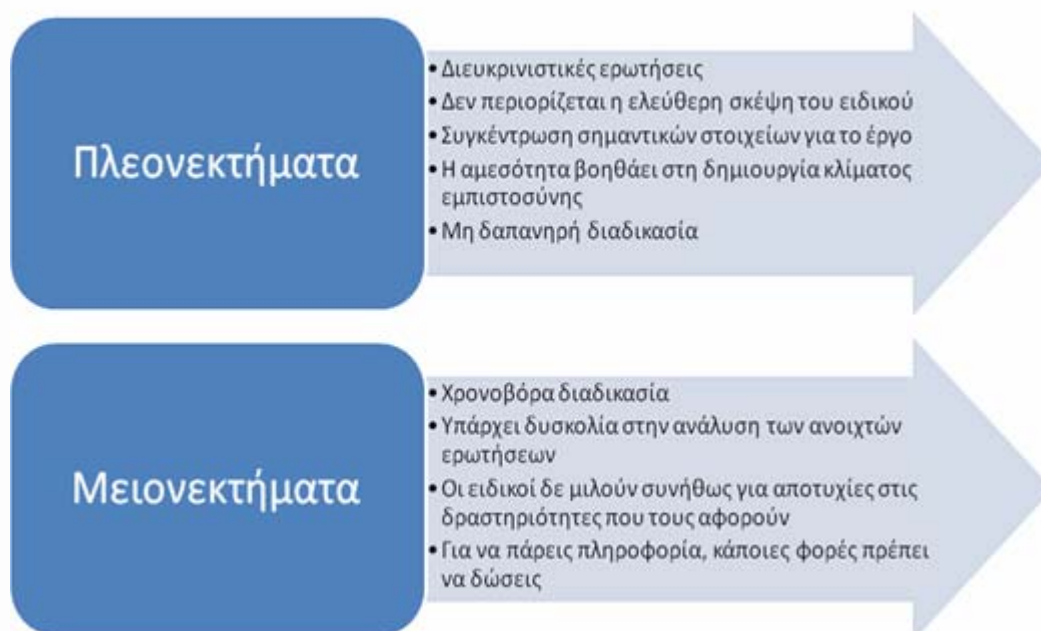 Πλεονεκτήματα
• Διευκρινιστικές ερωτήσεις
• Δεν περιορίζεται η ελεύθερη σκέψη του ειδικού
• Συγκέντρωση σημαντικών στοιχείων για το έργο
• Η αμεσότητα βοηθάει στη δημιουργία κλίματος
εμπιστοσύνης
• Μη δαπανηρή διαδικασία
Μειονεκτήματα
• Χρονοβόρα διαδικασία
• Υπάρχει δυσκολία στην ανάλυση των ανοιχτών
ερωτήσεων
• Οι ειδικοί δε μιλούν συνήθως για αποτυχίες στις
δραστηριότητες που τους αφορούν
• Για να πάρεις πληροφορία, κάποιες φορές πρέπει
να δώσεις